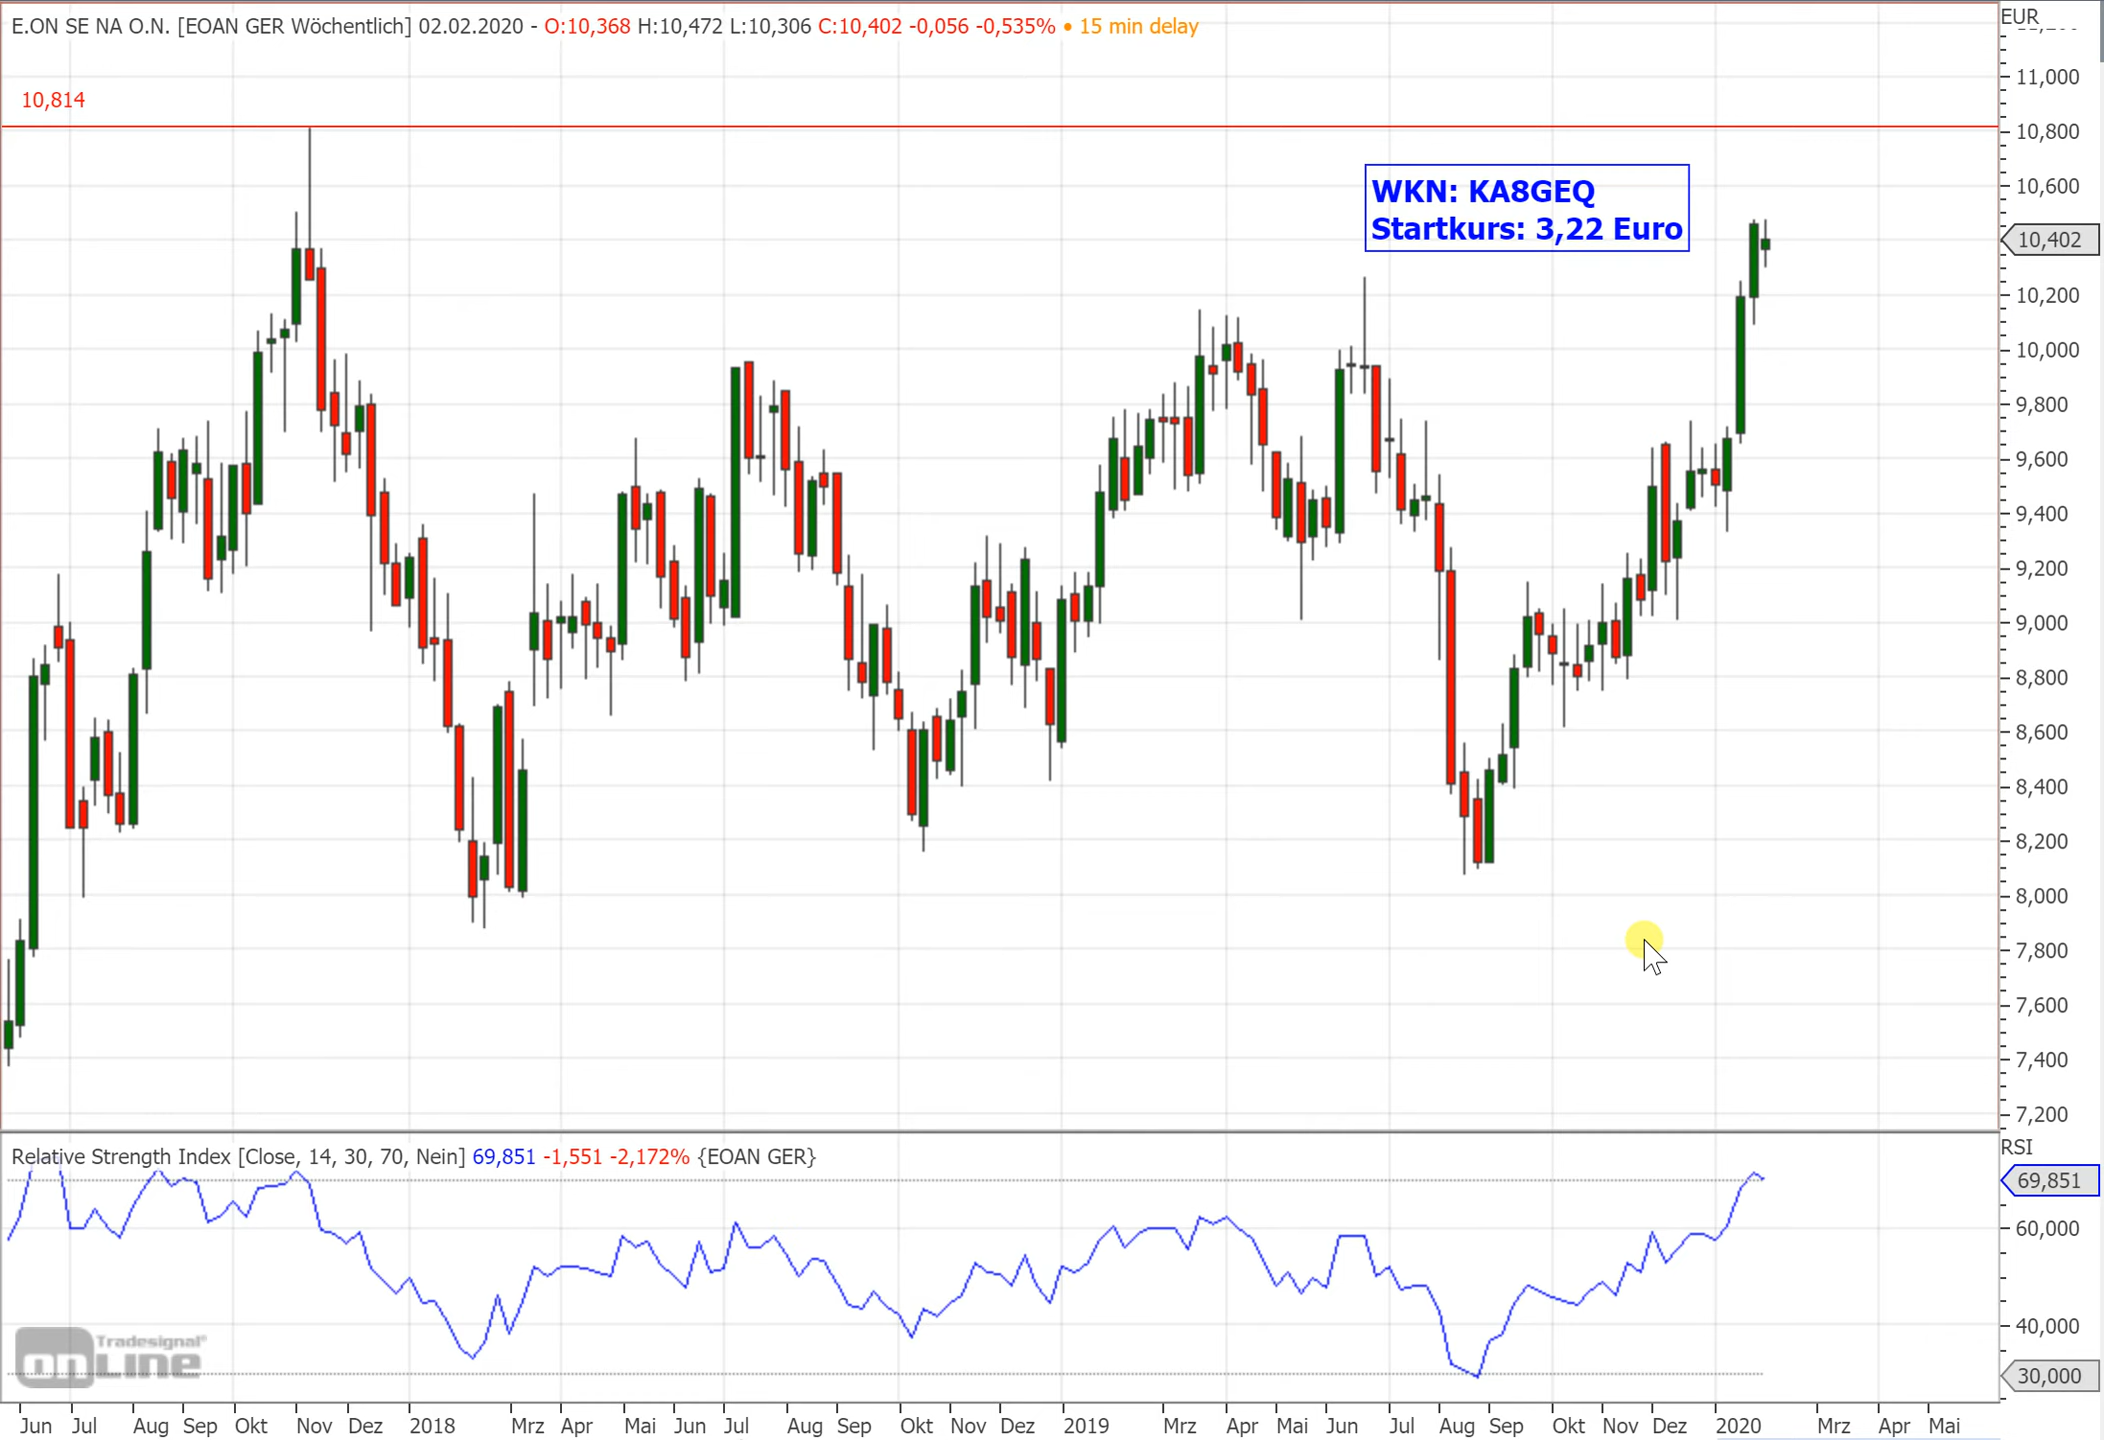 E.ON SE NA O.N. [EOAN GER Wöchentlich] 02.02.2020 - O:10,368 H:10,472 L:10,306 C:10,402 -0,056 -0,535% • 15 min delay
EUR
11,000
10,814
10,800
WKN: KA8GEQ
Startkurs: 3,22 Euro
10,600
10,402
10,200
10,000
9,800
9,600
9,400
9,200
9,000
8,800
8,600
8,400
8,200
8,000
7,800
7,600
7,400
7,200
Relative Strength Index [Close, 14, 30, 70, Nein] 69,851 -1,551 -2,172% {EOAN GER}
RSI
69,851
60,000
40,000
30,000
Tradesignal®
onLINE
Jun Jul Aug Sep Okt Nov Dez 2018 Mrz Apr Mai Jun Jul Aug Sep Okt Nov Dez 2019 Mrz Apr Mai Jun Jul Aug Sep Okt Nov Dez 2020 Mrz Apr Mai